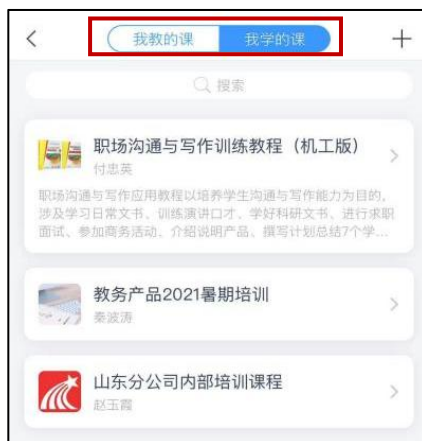 我教的课 我学的课
搜索
职场沟通与写作训练教程（机工版）
付忠英
职场沟通与写作应用教程以培养学生沟通与写作能力为目的，
涉及学习日常文书、训练演讲口才、学好科研文书、进行求职
面试、参加商务活动、介绍说明产品、撰写计划总结7个学...
教务产品2021暑期培训
秦波涛
山东分公司内部培训课程
赵玉霞